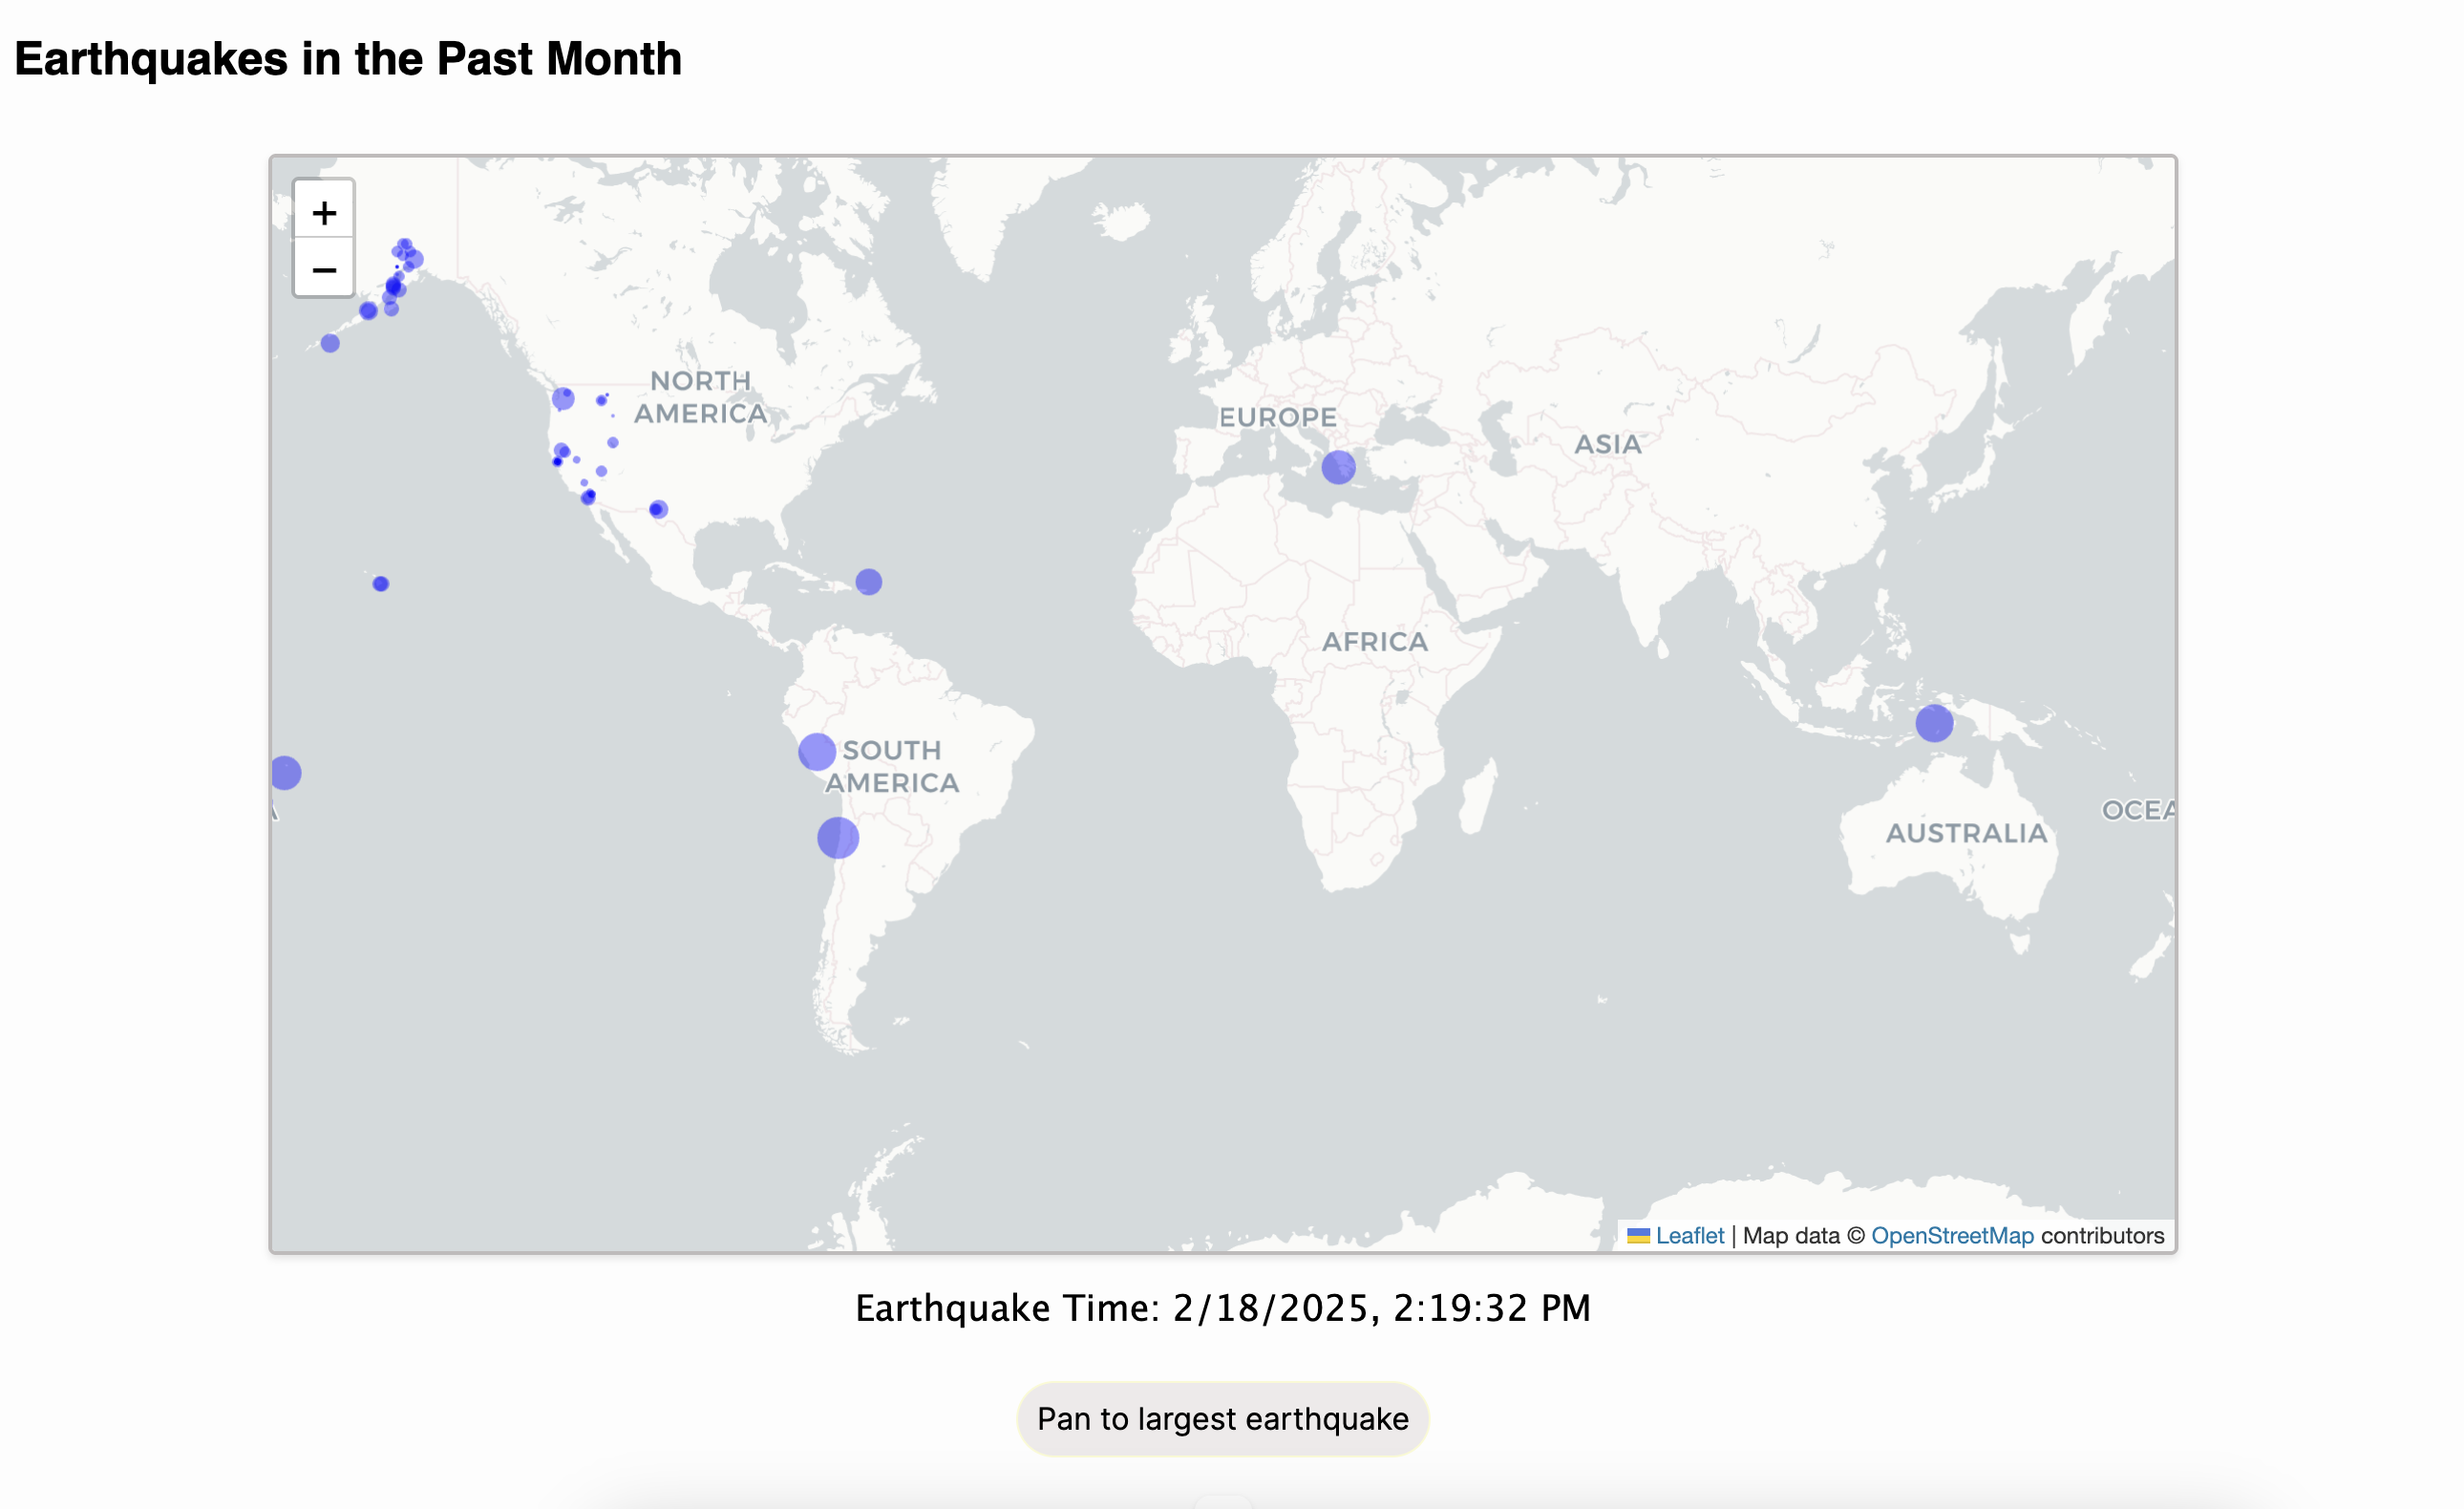 Earthquakes in the Past Month
+
−
NORTH
AMERICA
EUROPE
ASIA
AFRICA
SOUTH
AMERICA
OCEA
AUSTRALIA
Leaflet | Map data © OpenStreetMap contributors
Earthquake Time: 2/18/2025, 2:19:32 PM
Pan to largest earthquake